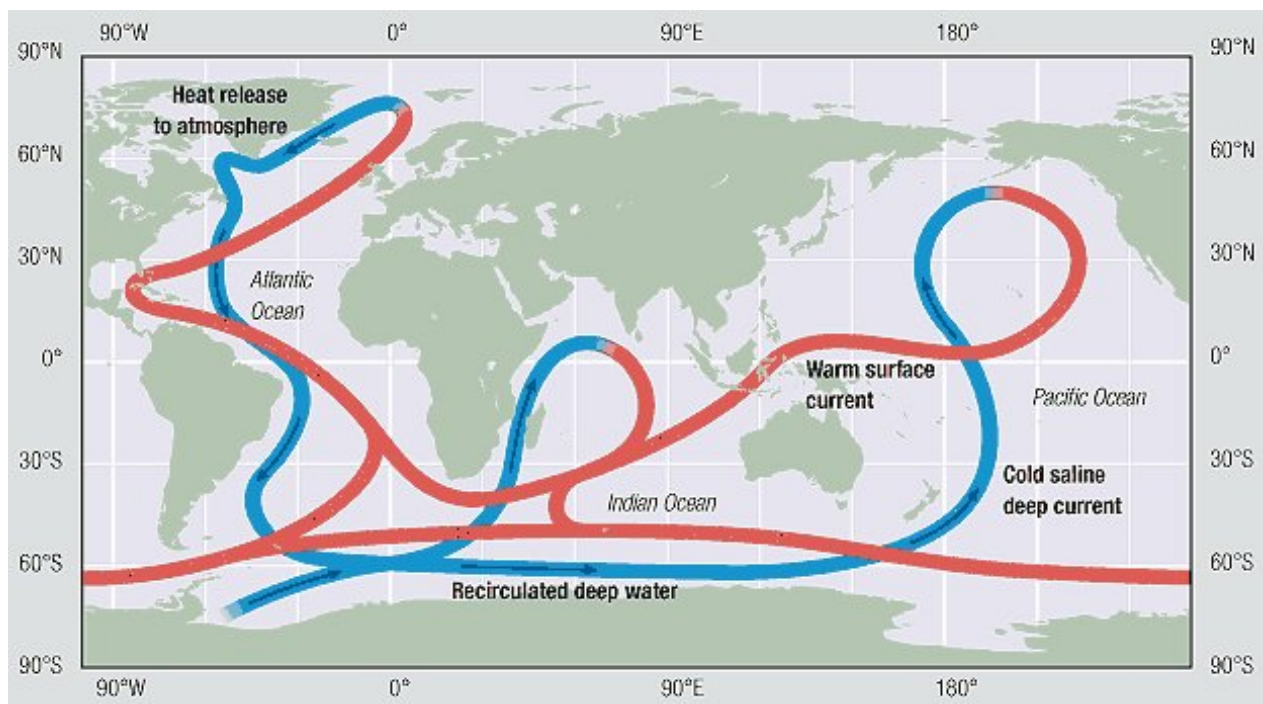 90°W 0° 90°E 180°
90°N 90°N
Heat release
to atmosphere
60°N 60°N
30°N 30°N
Atlantic
Ocean
0° 0°
Warm surface
current
Pacific Ocean
30°S 30°S
Cold saline
deep current
Indian Ocean
60°S 60°S
Recirculated deep water
90°S 90°S
90°W 0° 90°E 180°